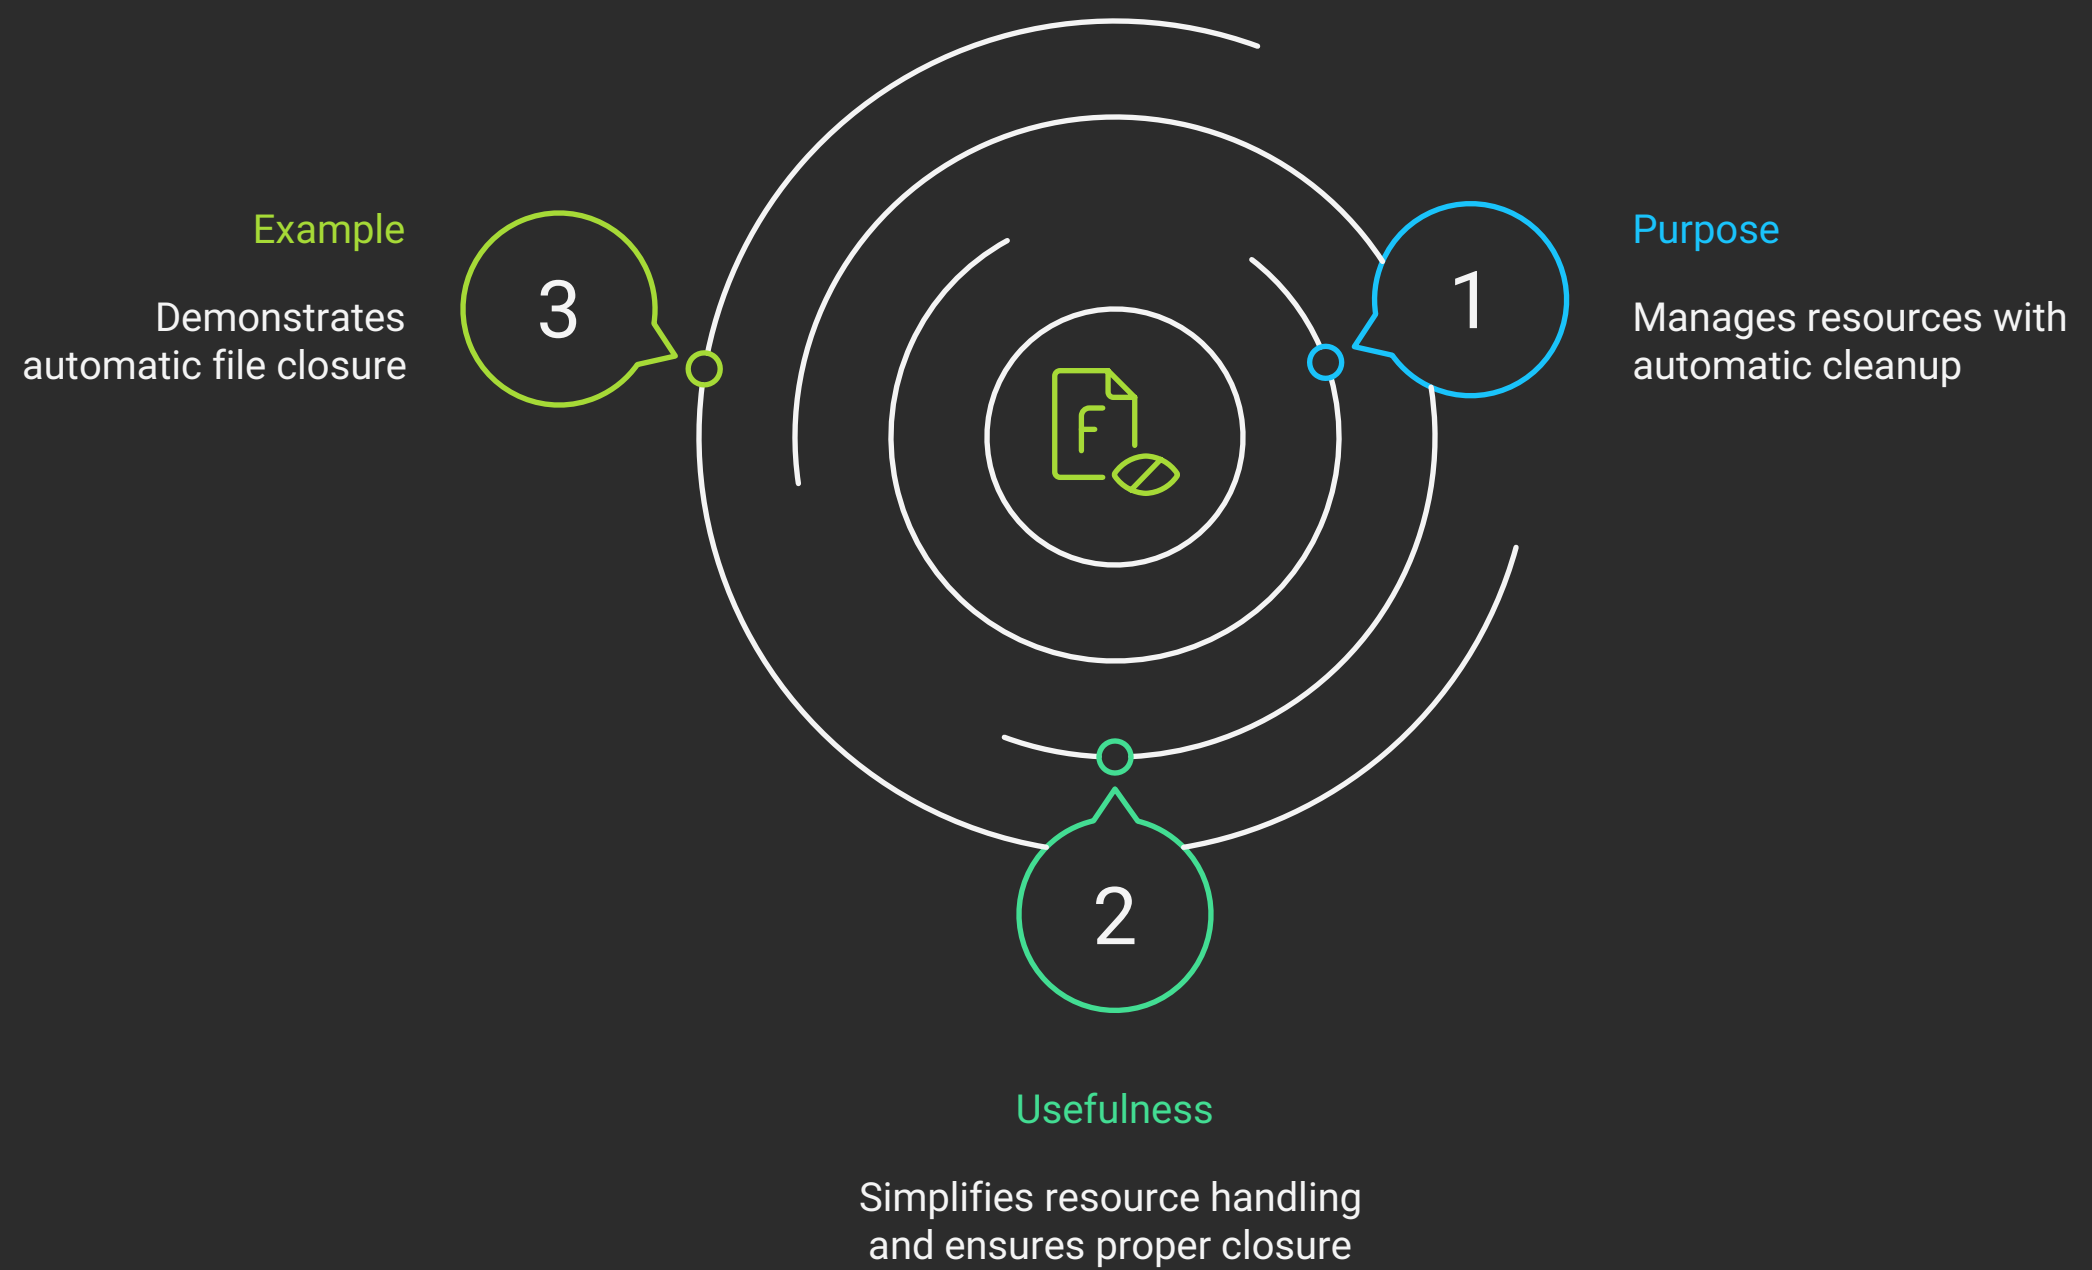 Example
Demonstrates
automatic file closure
3
F
1
Purpose
Manages resources with
automatic cleanup
2
Usefulness
Simplifies resource handling
and ensures proper closure